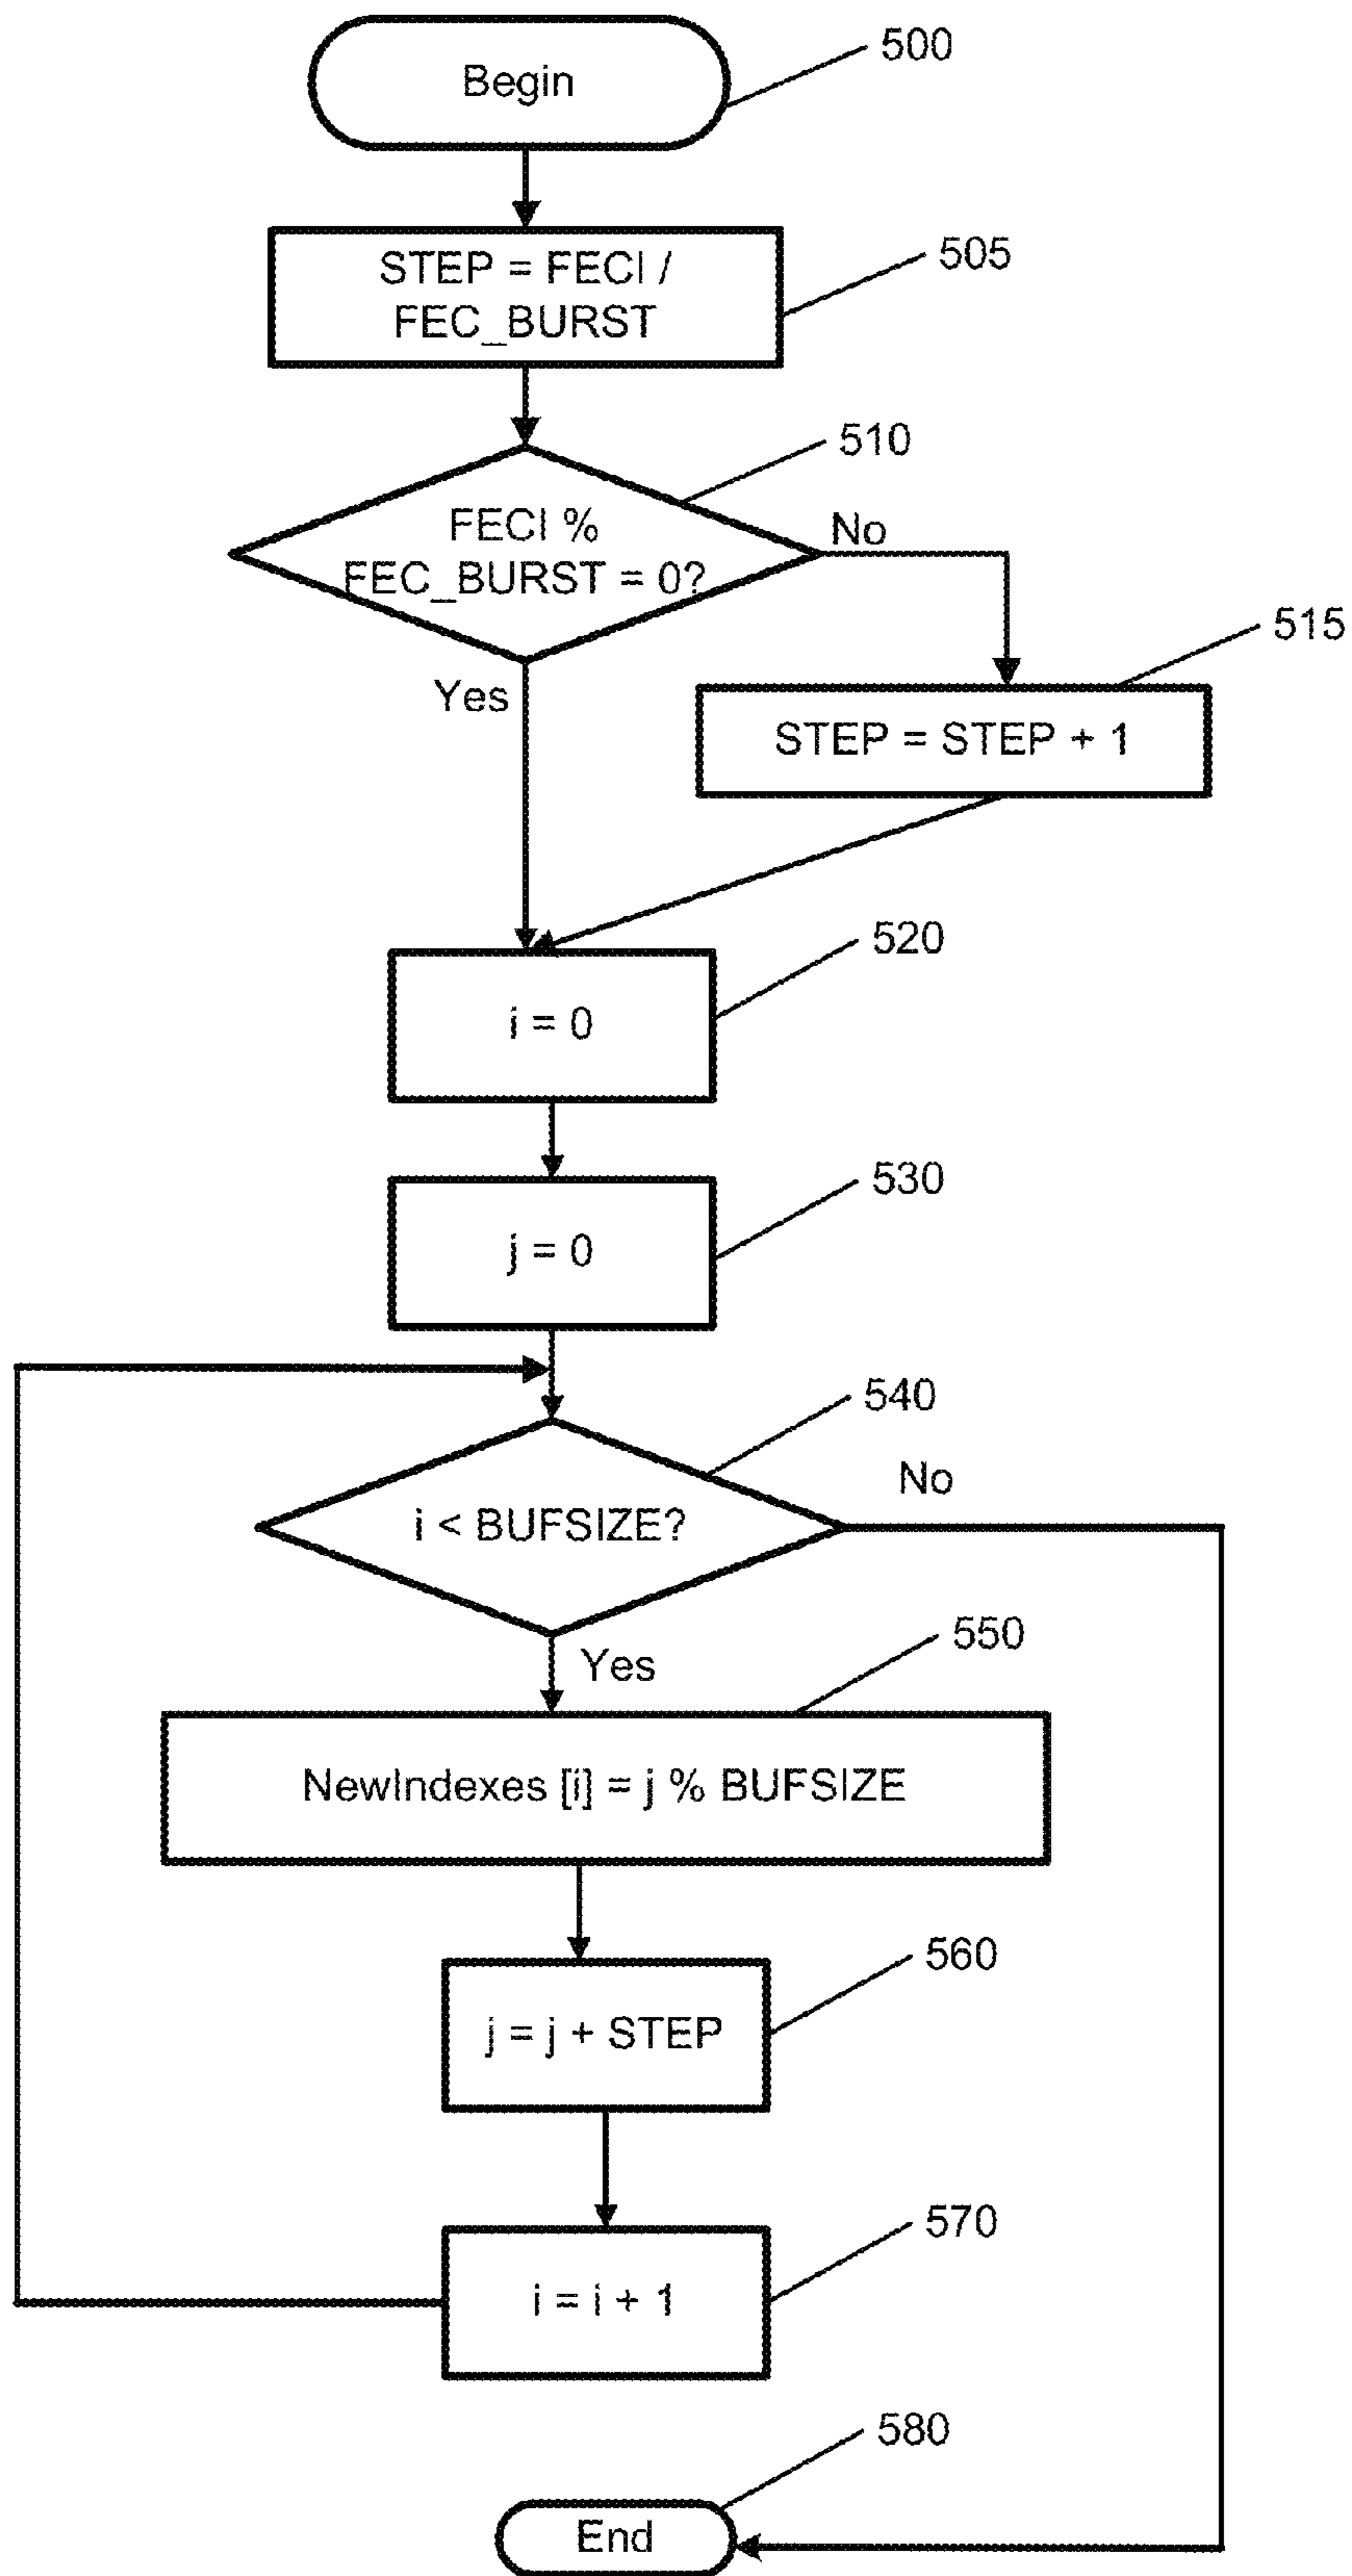 Begin
500
STEP = FECI /
FEC_BURST
505
510
FECI %
FEC_BURST = 0?
No
Yes
515
STEP = STEP + 1
520
i = 0
530
j = 0
540
No
i < BUFSIZE?
Yes
550
NewIndexes [i] = j % BUFSIZE
560
j = j + STEP
570
i = i + 1
580
End